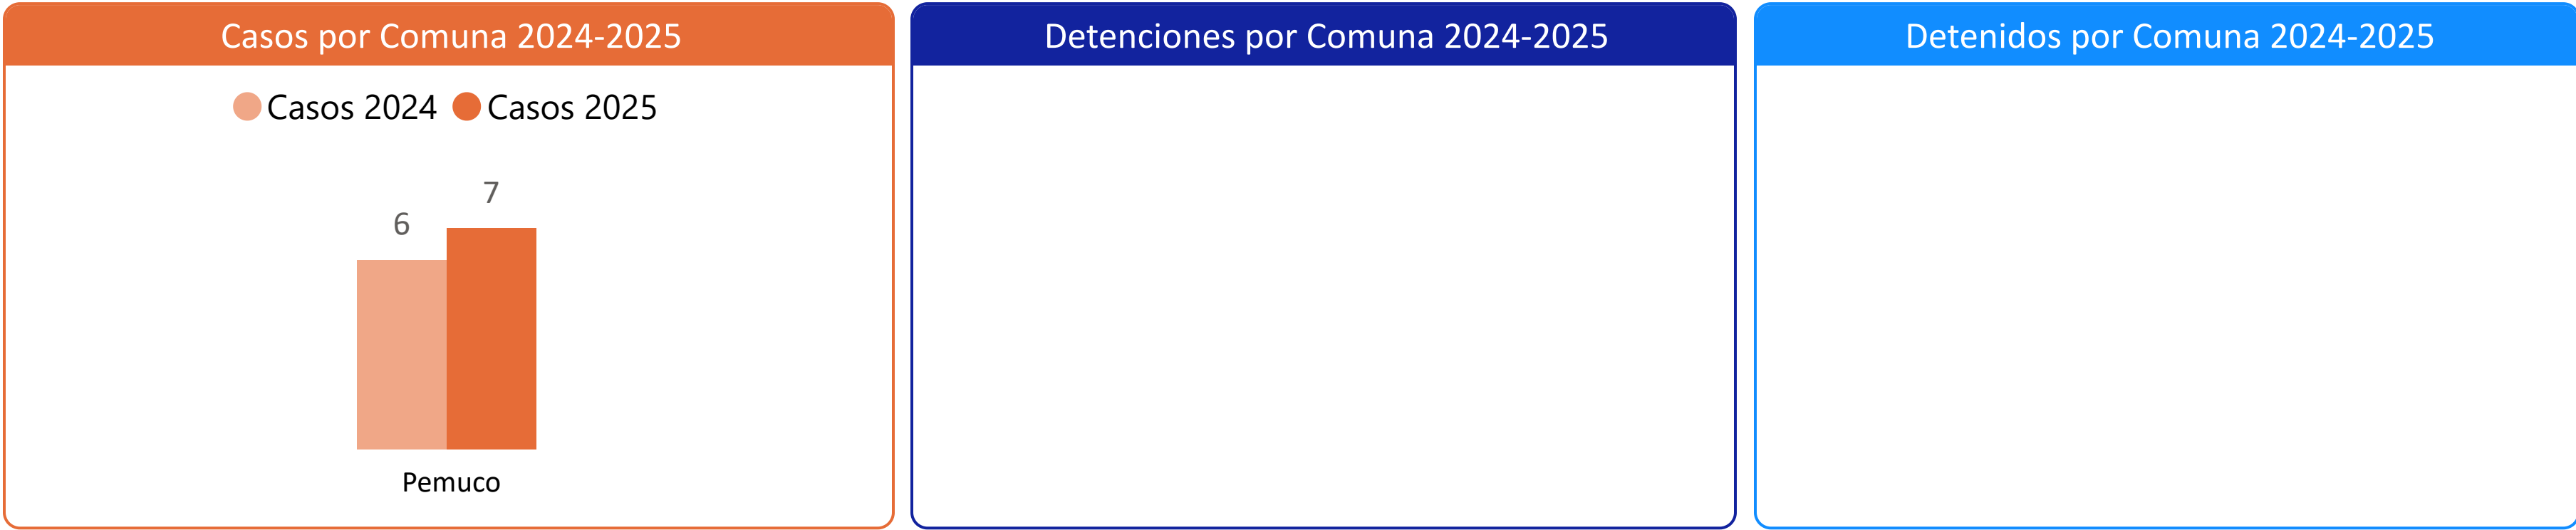 Casos por Comuna 2024-2025
Casos 2024 Casos 2025
7
6
Pemuco
Detenciones por Comuna 2024-2025
Detenidos por Comuna 2024-2025